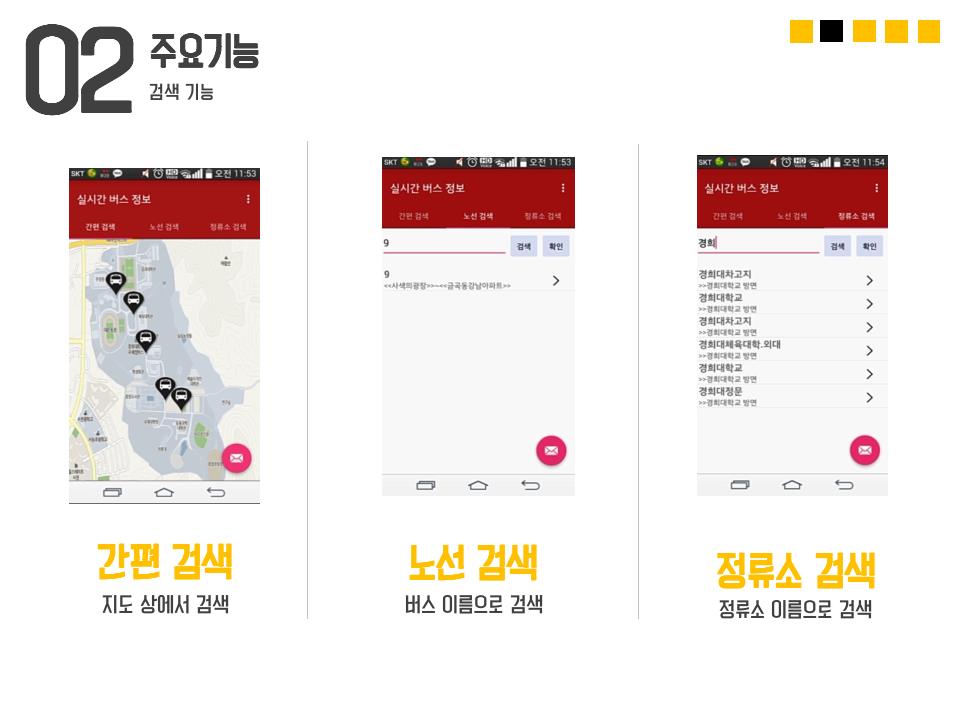 02
주요기능
검색 기능
SKT 오전 11:53
실시간 버스 정보
간편 검색 노선 검색 정류소 검색
간편 검색
지도 상에서 검색
SKT 오전 11:53
실시간 버스 정보
간편 검색 노선 검색 정류소 검색
9 검색 확인
9
<<사색의광장>>~<<금곡동강남아파트>>
노선 검색
버스 이름으로 검색
SKT 오전 11:54
실시간 버스 정보
간편 검색 노선 검색 정류소 검색
경희 검색 확인
경희대차고지
>>경희대학교 방면
경희대학교
>>경희대학교 방면
경희대차고지
>>경희대학교 방면
경희대체육대학.외대
>>경희대학교 방면
경희대학교
>>경희대학교 방면
경희대정문
>>경희대학교 방면
정류소 검색
정류소 이름으로 검색